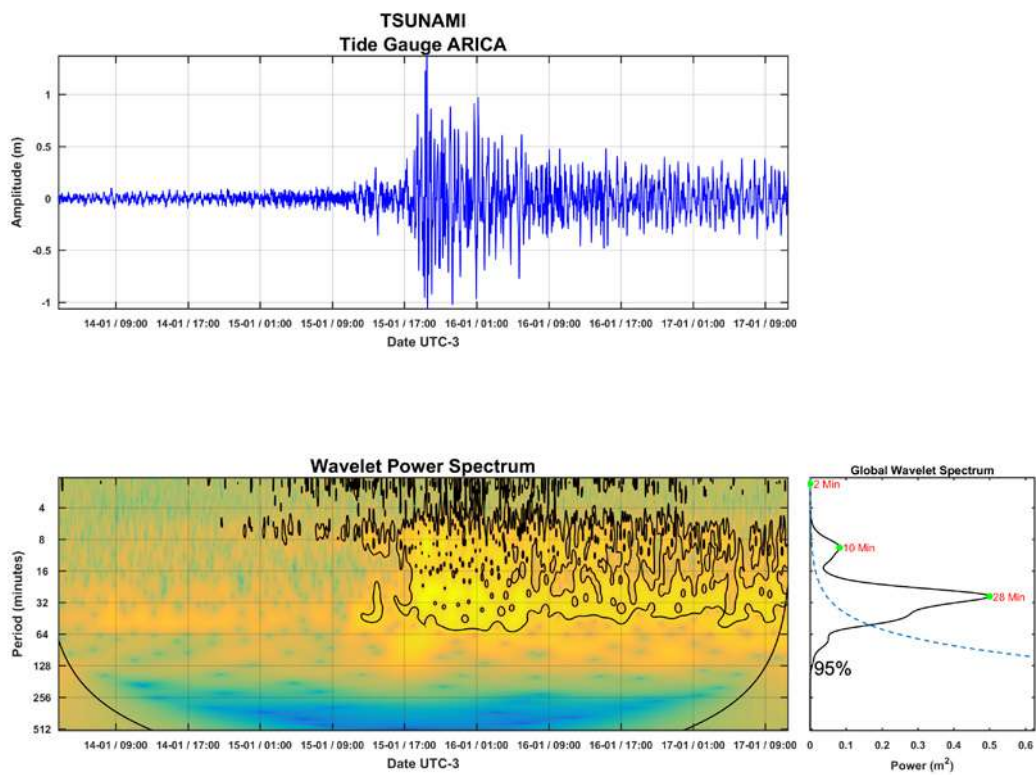 TSUNAMI
Tide Gauge ARICA
Amplitude (m)
1
0.5
0
-0.5
-1
14-01 / 09:00 14-01 / 17:00 15-01 / 01:00 15-01 / 09:00 15-01 / 17:00 16-01 / 01:00 16-01 / 09:00 16-01 / 17:00 17-01 / 01:00 17-01 / 09:00
Date UTC-3
Wavelet Power Spectrum
Period (minutes)
4
8
16
32
64
128
256
512
14-01 / 09:00 14-01 / 17:00 15-01 / 01:00 15-01 / 09:00 15-01 / 17:00 16-01 / 01:00 16-01 / 09:00 16-01 / 17:00 17-01 / 01:00 17-01 / 09:00
Date UTC-3
Global Wavelet Spectrum
2 Min
10 Min
28 Min
95%
0 0.1 0.2 0.3 0.4 0.5 0.6
Power (m²)